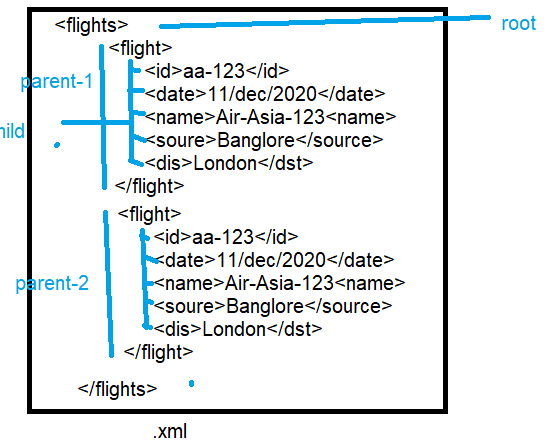 <flights>
root
<flight>
parent-1
<id>aa-123</id>
<date>11/dec/2020</date>
<name>Air-Asia-123<name>
hild
<soure>Banglore</source>
<dis>London</dst>
</flight>
<flight>
<id>aa-123</id>
<date>11/dec/2020</date>
parent-2
<name>Air-Asia-123<name>
<soure>Banglore</source>
<dis>London</dst>
</flight>
</flights>
.xml